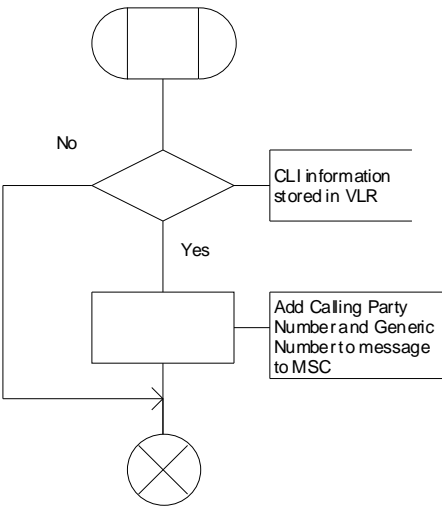 No
CLI information
stored in VLR
Yes
Add Calling Party
Number and Generic
Number to message
to MSC